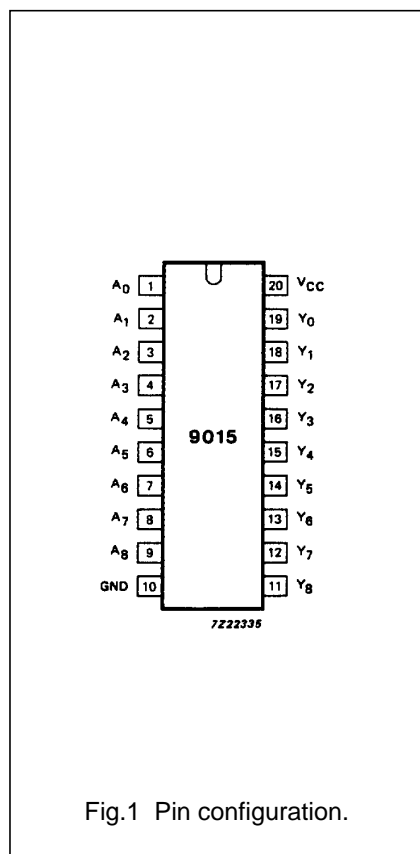 A0 1 20 VCC
A1 2 19 Y0
A2 3 18 Y1
A3 4 17 Y2
A4 5 16 Y3
9015
A5 6 15 Y4
A6 7 14 Y5
A7 8 13 Y6
A8 9 12 Y7
GND 10 11 Y8
7Z22335
Fig.1 Pin configuration.